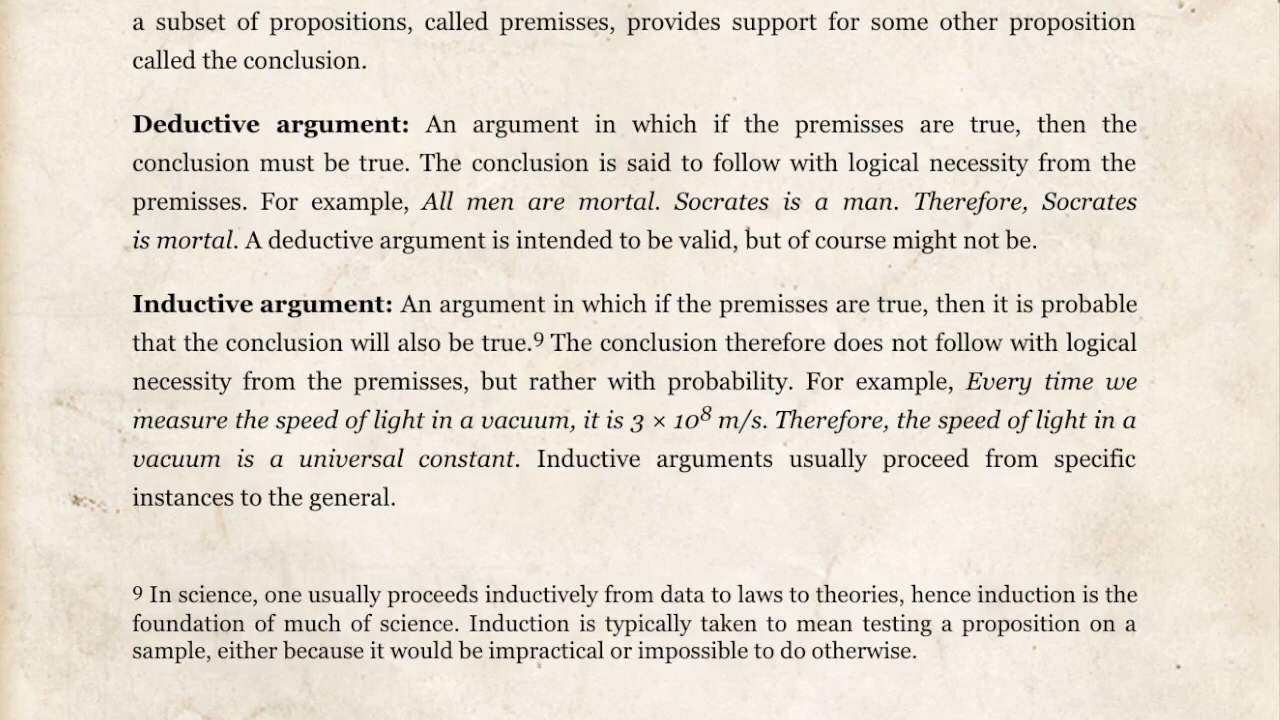 a subset of propositions, called premisses, provides support for some other proposition
called the conclusion.
Deductive argument: An argument in which if the premisses are true, then the
conclusion must be true. The conclusion is said to follow with logical necessity from the
premisses. For example, All men are mortal. Socrates is a man. Therefore, Socrates
is mortal. A deductive argument is intended to be valid, but of course might not be.
Inductive argument: An argument in which if the premisses are true, then it is probable
that the conclusion will also be true.⁹ The conclusion therefore does not follow with logical
necessity from the premisses, but rather with probability. For example, Every time we
measure the speed of light in a vacuum, it is 3 × 10⁸ m/s. Therefore, the speed of light in a
vacuum is a universal constant. Inductive arguments usually proceed from specific
instances to the general.
9 In science, one usually proceeds inductively from data to laws to theories, hence induction is the
foundation of much of science. Induction is typically taken to mean testing a proposition on a
sample, either because it would be impractical or impossible to do otherwise.